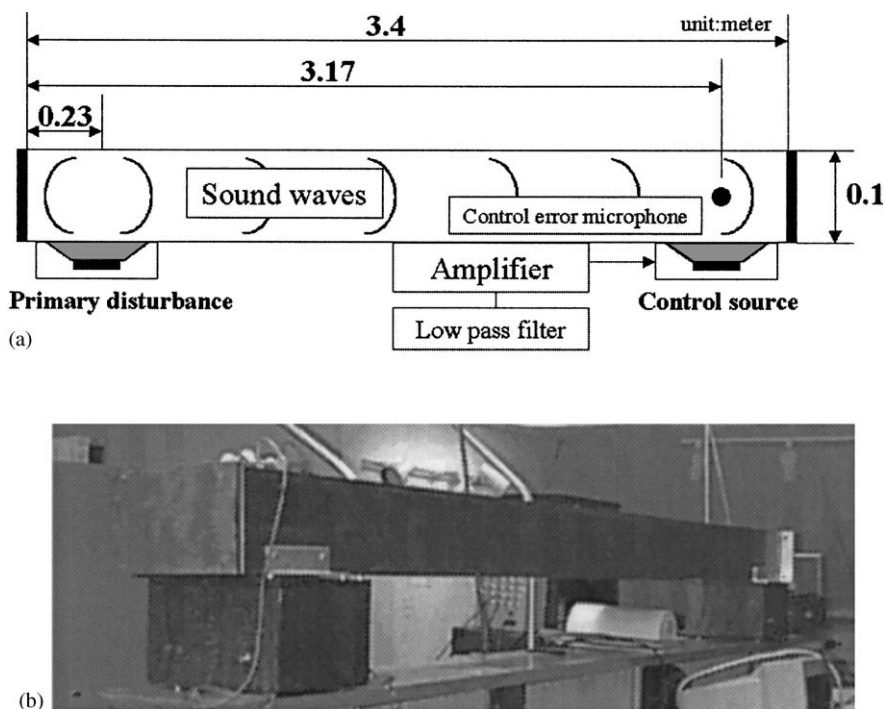 3.4
unit:meter
3.17
0.23
Sound waves
Control error microphone
0.1
Amplifier
Primary disturbance
Control source
Low pass filter
(a)
(b)